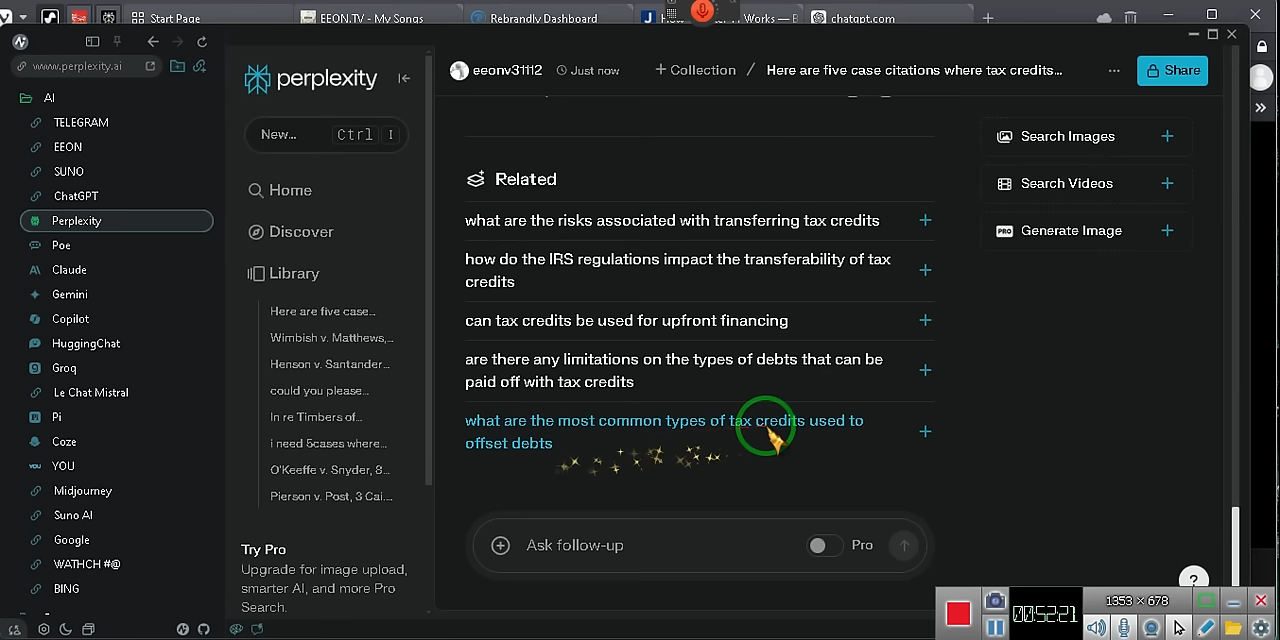 Start Page
EEON.TV - My Songs
Rebrandly Dashboard
Works — B
chatgpt.com
www.perplexity.ai
AI
TELEGRAM
EEON
SUNO
ChatGPT
Perplexity
Poe
Claude
Gemini
Copilot
HuggingChat
Groq
Le Chat Mistral
Pi
Coze
YOU
Midjourney
Suno AI
Google
WATHCH #@
BING
perplexity
New...
Ctrl I
Home
Discover
Library
Here are five case...
Wimbish v. Matthews,...
Henson v. Santander...
could you please...
In re Timbers of...
i need 5cases where...
O'Keeffe v. Snyder, 8...
Pierson v. Post, 3 Cai...
Try Pro
Upgrade for image upload,
smarter AI, and more Pro
Search.
eeonv31112
Just now
+ Collection / Here are five case citations where tax credits...
Share
Related
what are the risks associated with transferring tax credits
how do the IRS regulations impact the transferability of tax
credits
can tax credits be used for upfront financing
are there any limitations on the types of debts that can be
paid off with tax credits
what are the most common types of tax credits used to
offset debts
Ask follow-up
Pro
Search Images
Search Videos
PRO Generate Image
?
1353 × 678
00:52:21